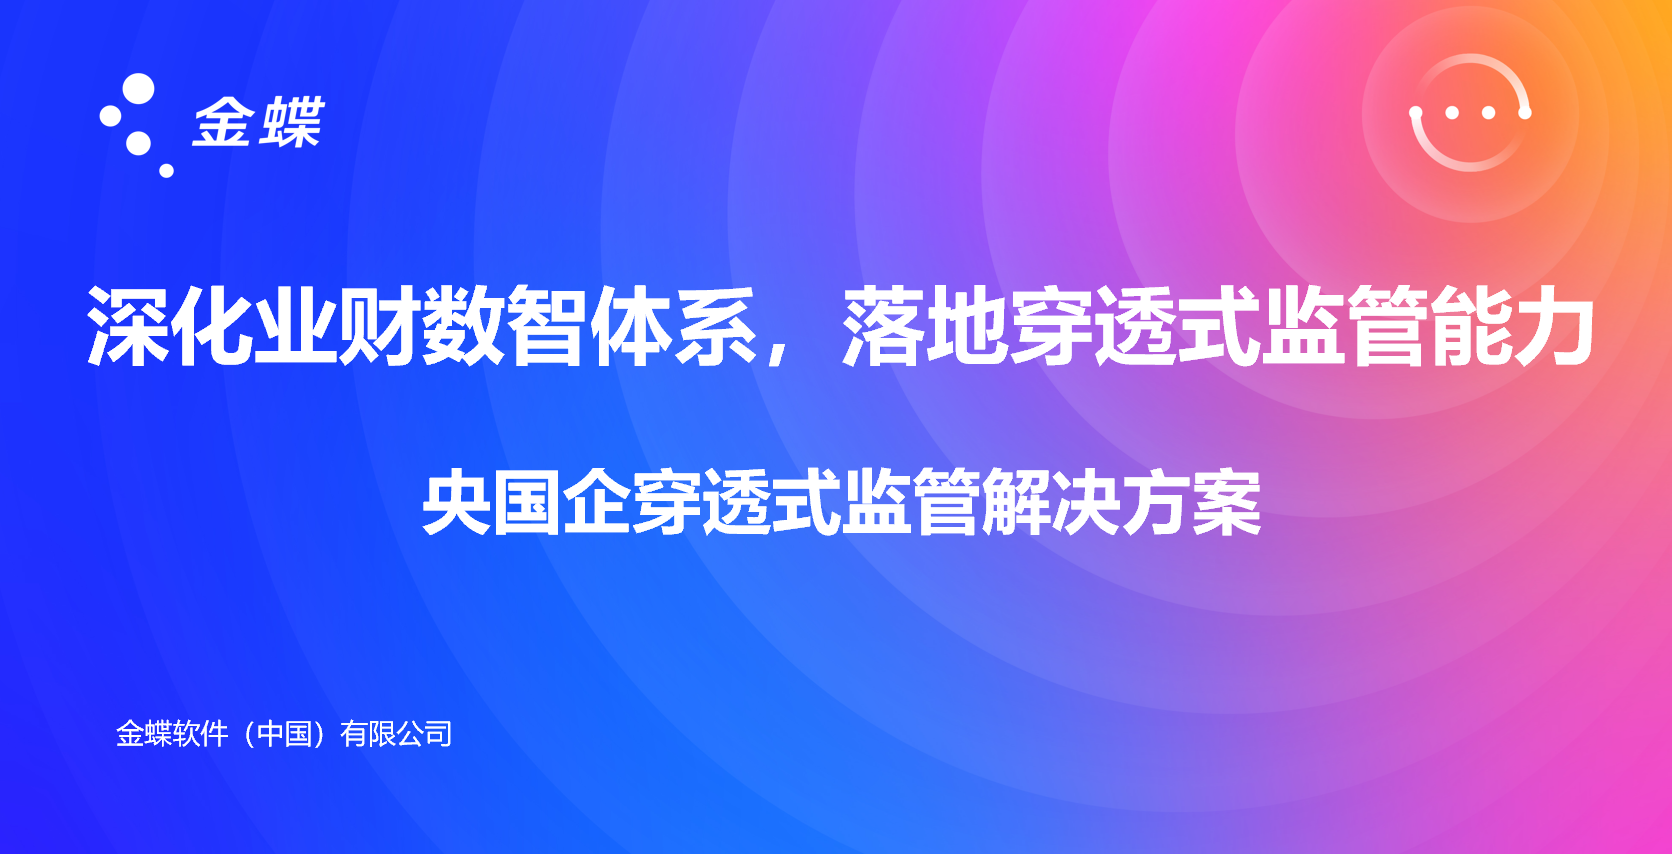 金蝶
深化业财数智体系，落地穿透式监管能力
央国企穿透式监管解决方案
金蝶软件（中国）有限公司